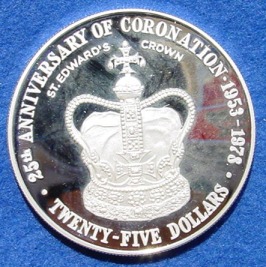 25th ANNIVERSARY OF CORONATION · 1953 - 1978
ST. EDWARD'S CROWN
· TWENTY-FIVE DOLLARS ·